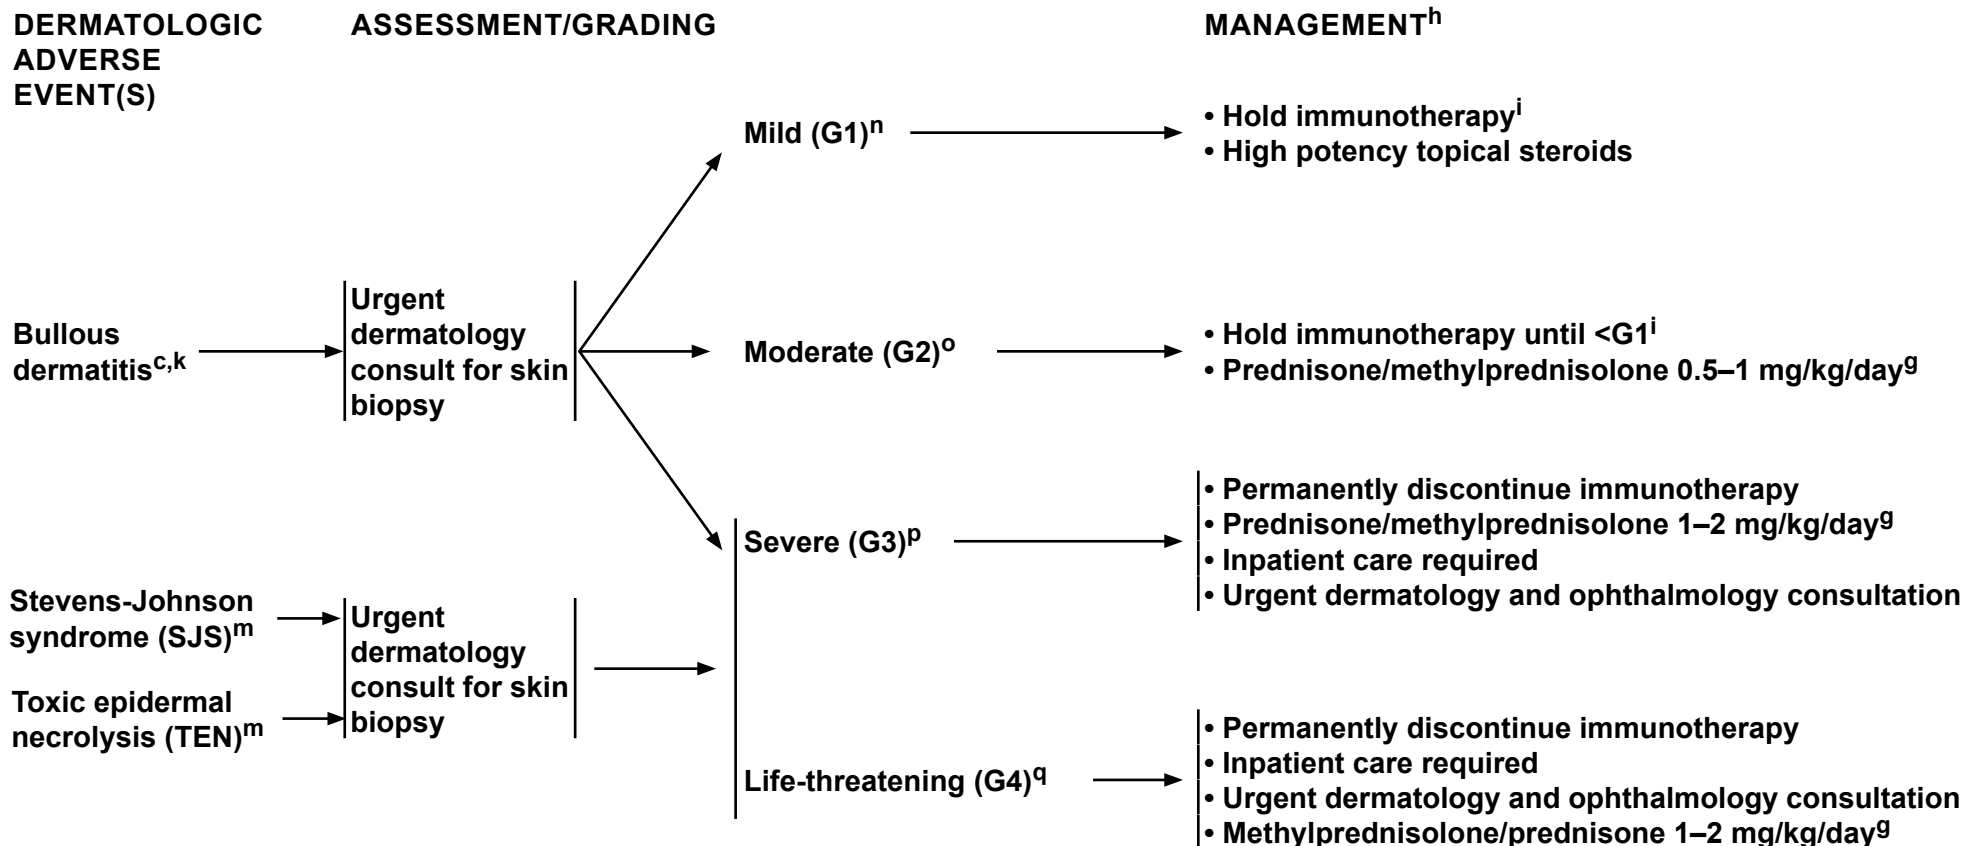 DERMATOLOGIC
ADVERSE
EVENT(S)
ASSESSMENT/GRADING
MANAGEMENTh
Mild (G1)n
• Hold immunotherapyi
• High potency topical steroids
Bullous
dermatitisc,k
Urgent
dermatology
consult for skin
biopsy
Moderate (G2)o
• Hold immunotherapy until <G1i
• Prednisone/methylprednisolone 0.5–1 mg/kg/dayg
Severe (G3)p
• Permanently discontinue immunotherapy
• Prednisone/methylprednisolone 1–2 mg/kg/dayg
• Inpatient care required
• Urgent dermatology and ophthalmology consultation
Stevens-Johnson
syndrome (SJS)m
Toxic epidermal
necrolysis (TEN)m
Urgent
dermatology
consult for skin
biopsy
Life-threatening (G4)q
• Permanently discontinue immunotherapy
• Inpatient care required
• Urgent dermatology and ophthalmology consultation
• Methylprednisolone/prednisone 1–2 mg/kg/dayg